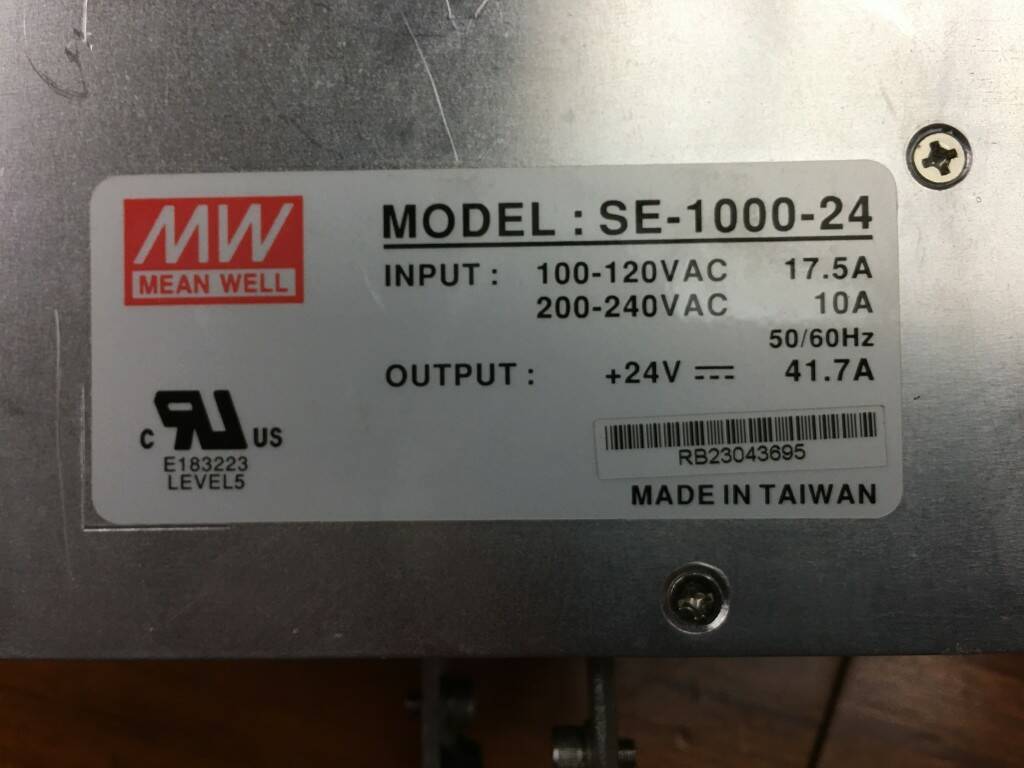 MW
MEAN WELL
MODEL : SE-1000-24
INPUT : 100-120VAC 17.5A
200-240VAC 10A
50/60Hz
OUTPUT : +24V 41.7A
C RU US
E183223
LEVEL5
RB23043695
MADE IN TAIWAN